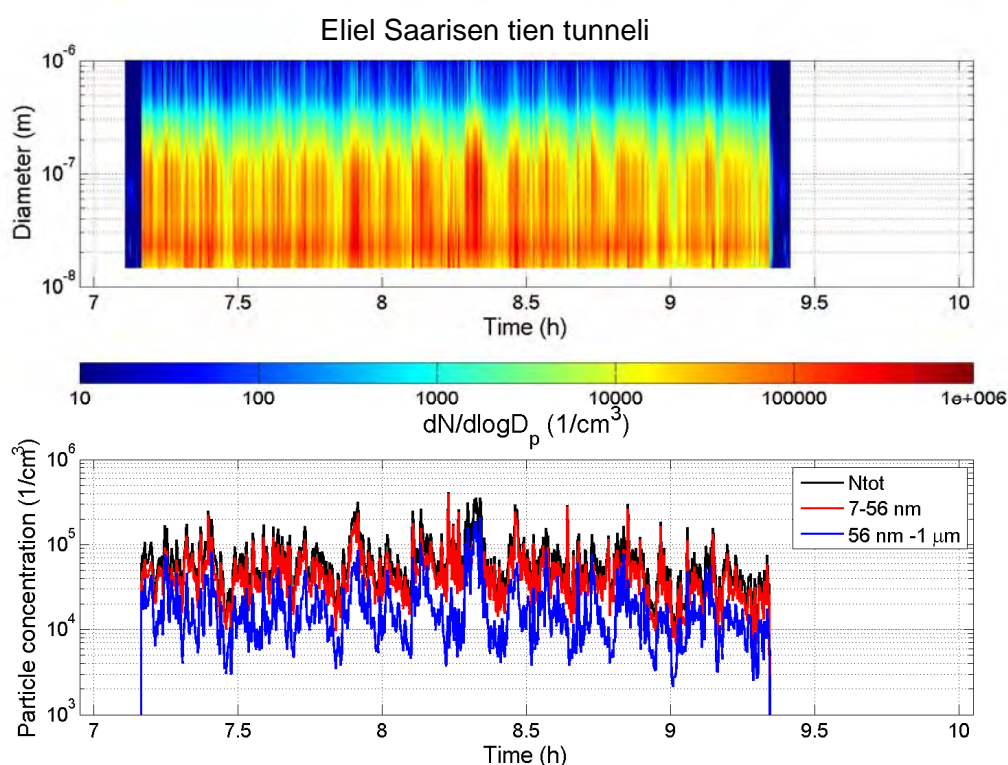 Eliel Saarisen tien tunneli
10^-6
10^-7
10^-8
Diameter (m)
7 7.5 8 8.5 9 9.5 10
Time (h)
10 100 1000 10000 100000 1e+006
dN/dlogD_p (1/cm^3)
10^6
10^5
10^4
10^3
Particle concentration (1/cm^3)
Ntot
7-56 nm
56 nm -1 μm
7 7.5 8 8.5 9 9.5 10
Time (h)